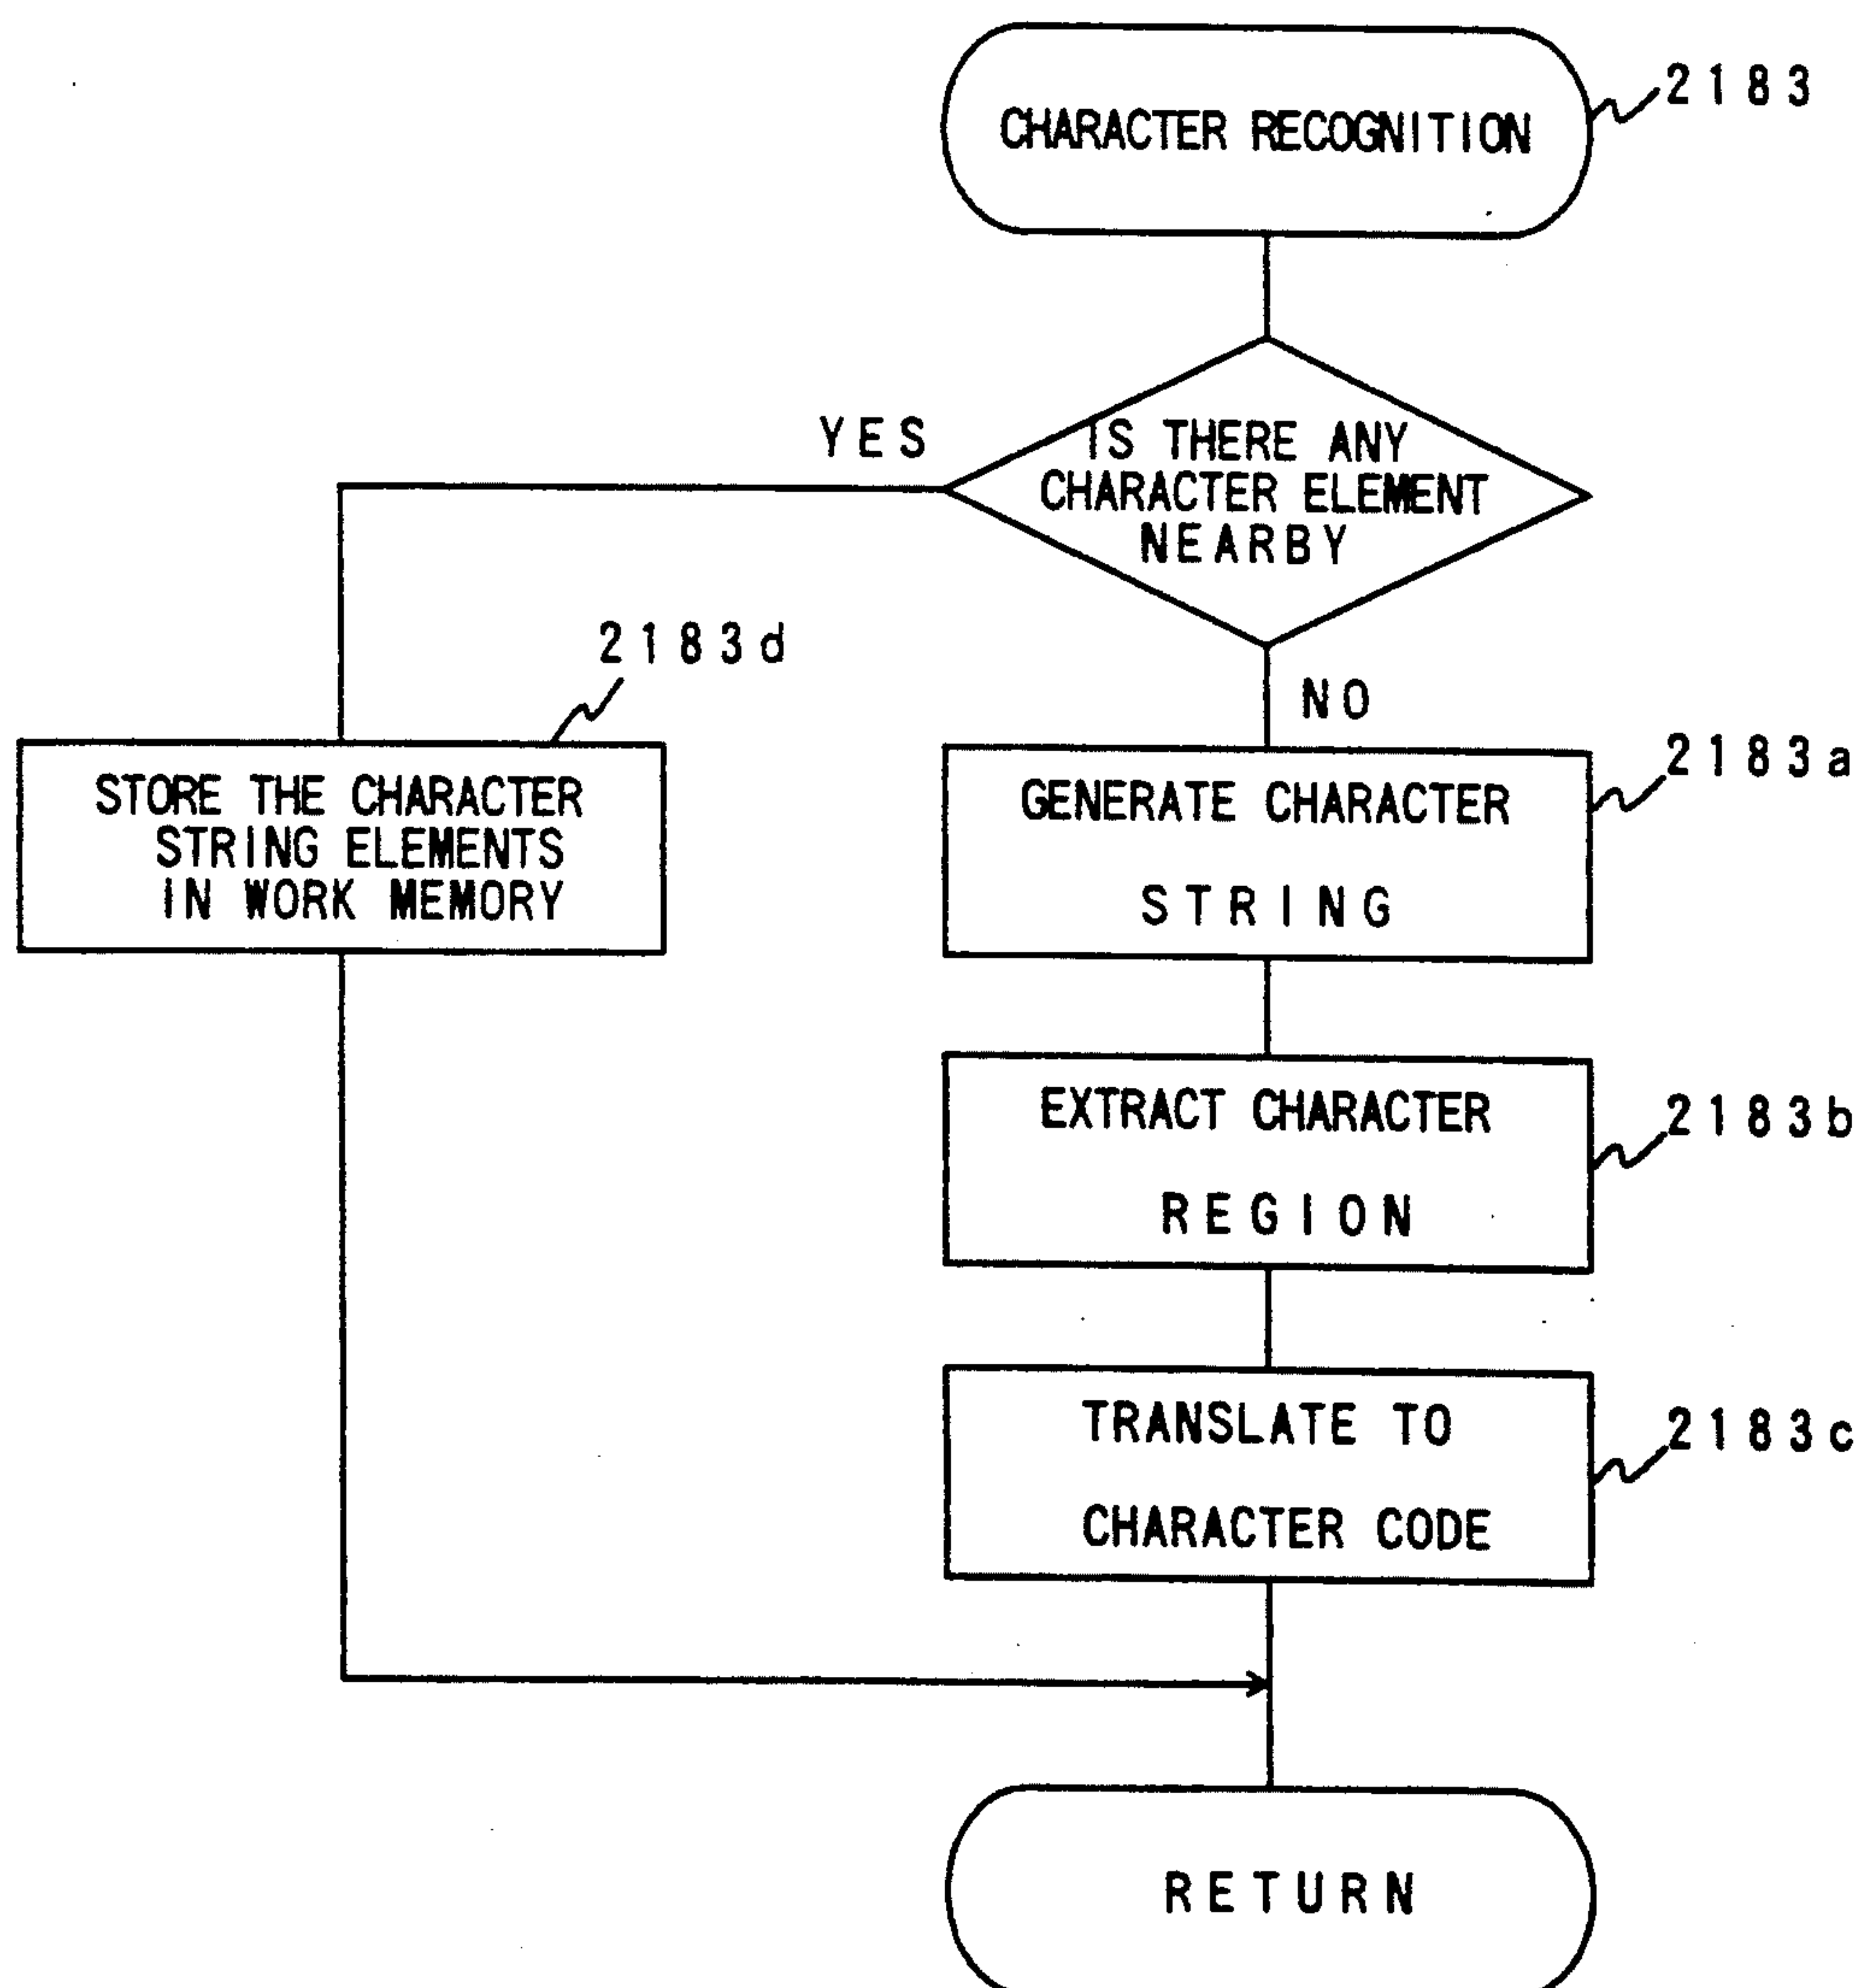 CHARACTER RECOGNITION
2183
IS THERE ANY
CHARACTER ELEMENT
NEARBY
YES
NO
2183d
STORE THE CHARACTER
STRING ELEMENTS
IN WORK MEMORY
2183a
GENERATE CHARACTER
STRING
2183b
EXTRACT CHARACTER
REGION
2183c
TRANSLATE TO
CHARACTER CODE
RETURN